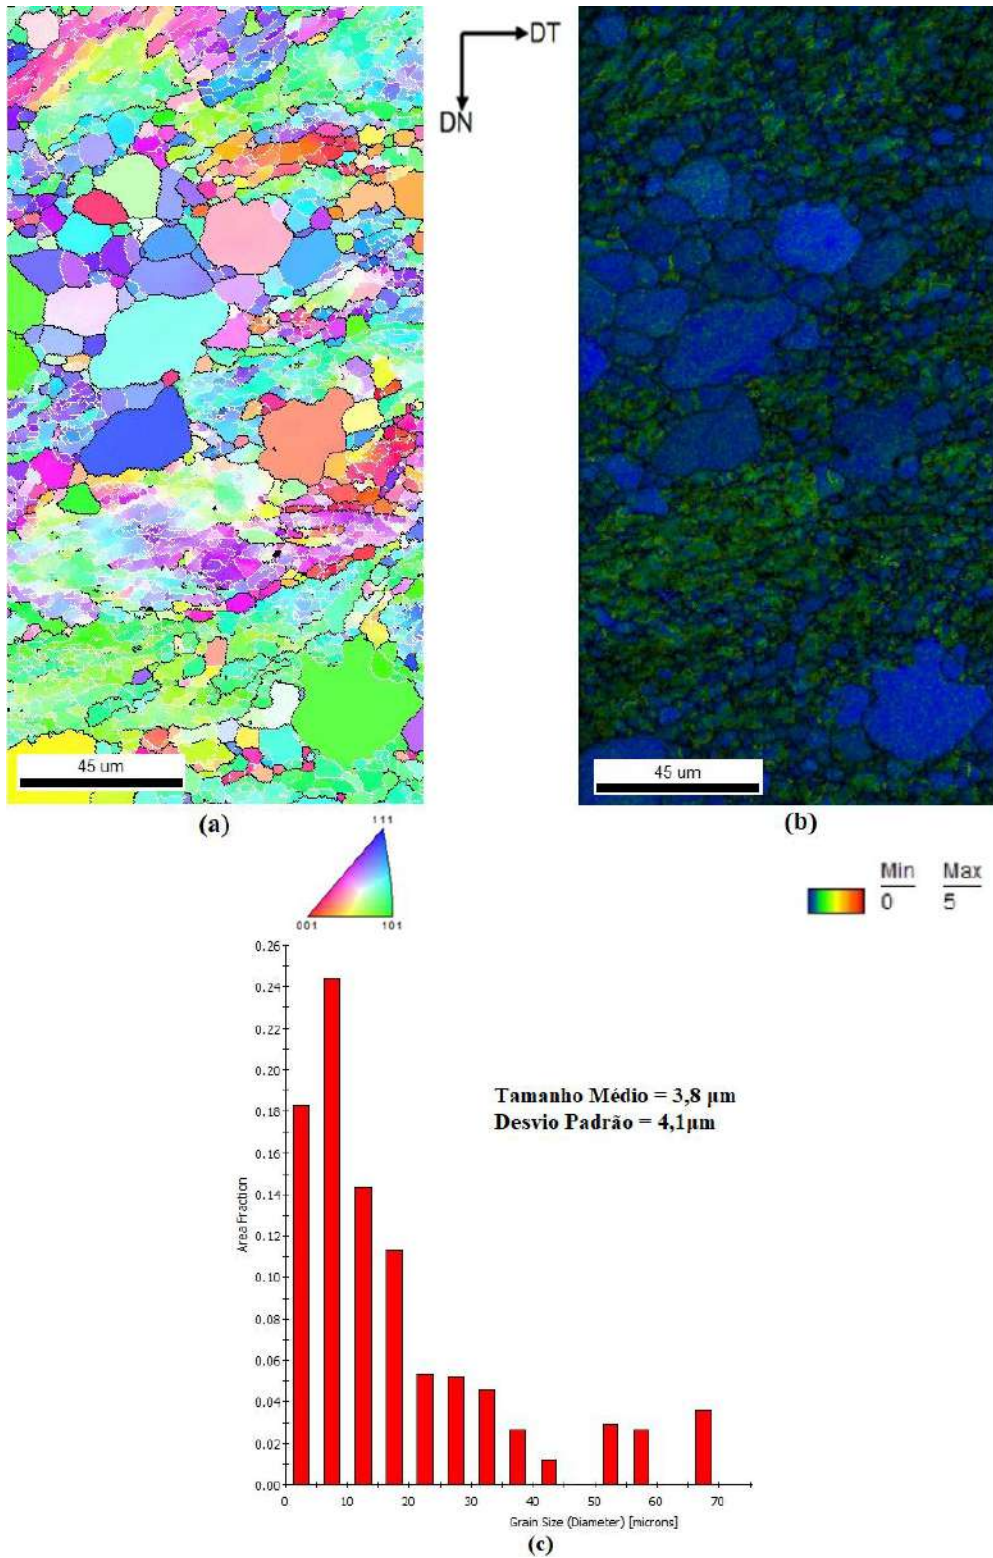 DT
DN
45 um
45 um
(a)
(b)
111
001
101
Min
Max
0
5
0.26
0.24
0.22
0.20
0.18
0.16
0.14
0.12
0.10
0.08
0.06
0.04
0.02
0.00
Area Fraction
Tamanho Médio = 3,8 μm
Desvio Padrão = 4,1μm
0 10 20 30 40 50 60 70
Grain Size (Diameter) [microns]
(c)